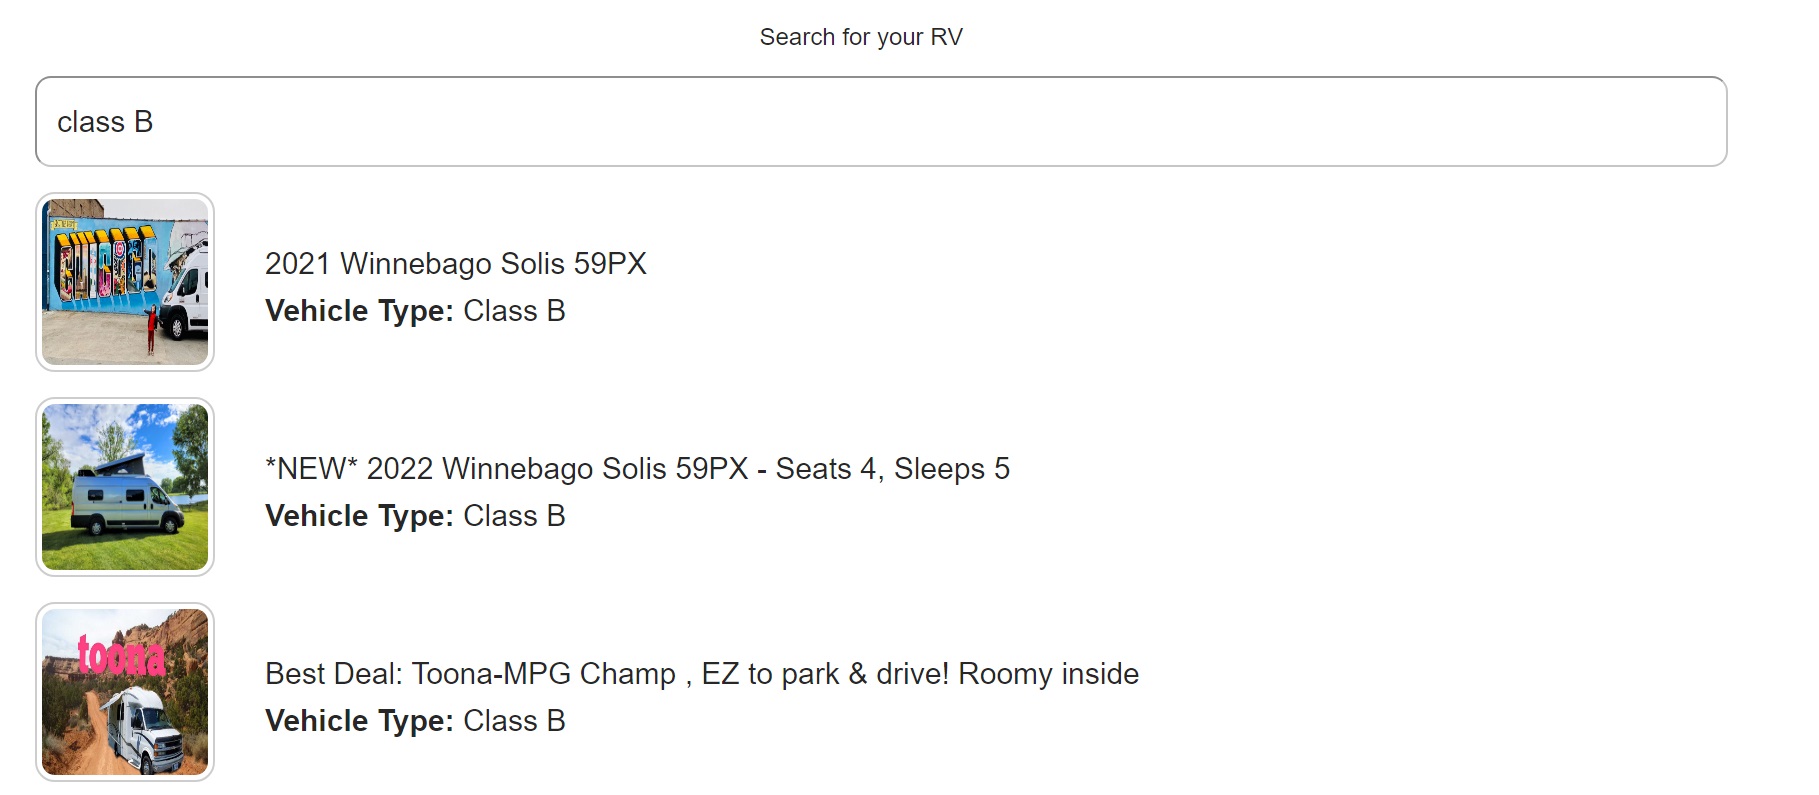 Search for your RV
class B
CHICAGO
2021 Winnebago Solis 59PX
Vehicle Type: Class B
*NEW* 2022 Winnebago Solis 59PX - Seats 4, Sleeps 5
Vehicle Type: Class B
toona
Best Deal: Toona-MPG Champ , EZ to park & drive! Roomy inside
Vehicle Type: Class B